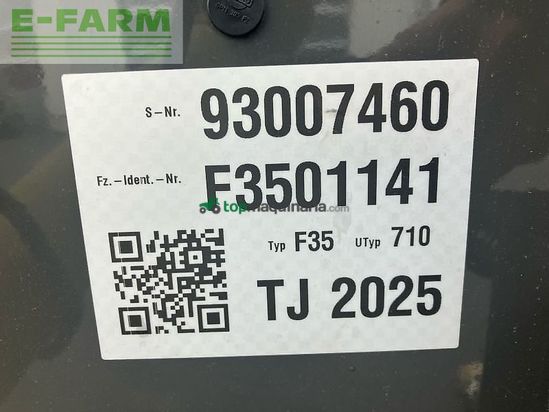 E-FARM
S-Nr. 93007460
Fz.-Ident.-Nr. F3501141
topmaquinaria.com
Typ F35 UTyp 710
TJ 2025